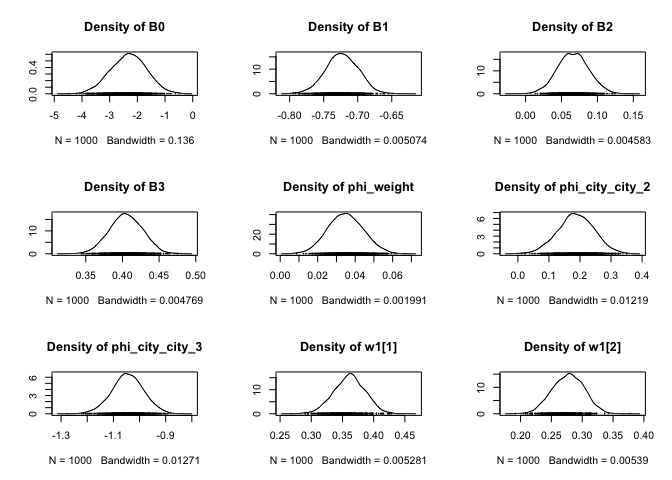 Density of B0
Density of B1
Density of B2
0.0 0.4
0 10
0 10
-5 -4 -3 -2 -1 0
-0.80 -0.75 -0.70 -0.65
0.00 0.05 0.10 0.15
N = 1000 Bandwidth = 0.136
N = 1000 Bandwidth = 0.005074
N = 1000 Bandwidth = 0.004583
Density of B3
Density of phi_weight
Density of phi_city_city_2
0 10
0 20
0 3 6
0.35 0.40 0.45 0.50
0.00 0.02 0.04 0.06
0.0 0.1 0.2 0.3 0.4
N = 1000 Bandwidth = 0.004769
N = 1000 Bandwidth = 0.001991
N = 1000 Bandwidth = 0.01219
Density of phi_city_city_3
Density of w1[1]
Density of w1[2]
0 3 6
0 10
0 10
-1.3 -1.1 -0.9
0.25 0.30 0.35 0.40 0.45
0.20 0.25 0.30 0.35 0.40
N = 1000 Bandwidth = 0.01271
N = 1000 Bandwidth = 0.005281
N = 1000 Bandwidth = 0.00539